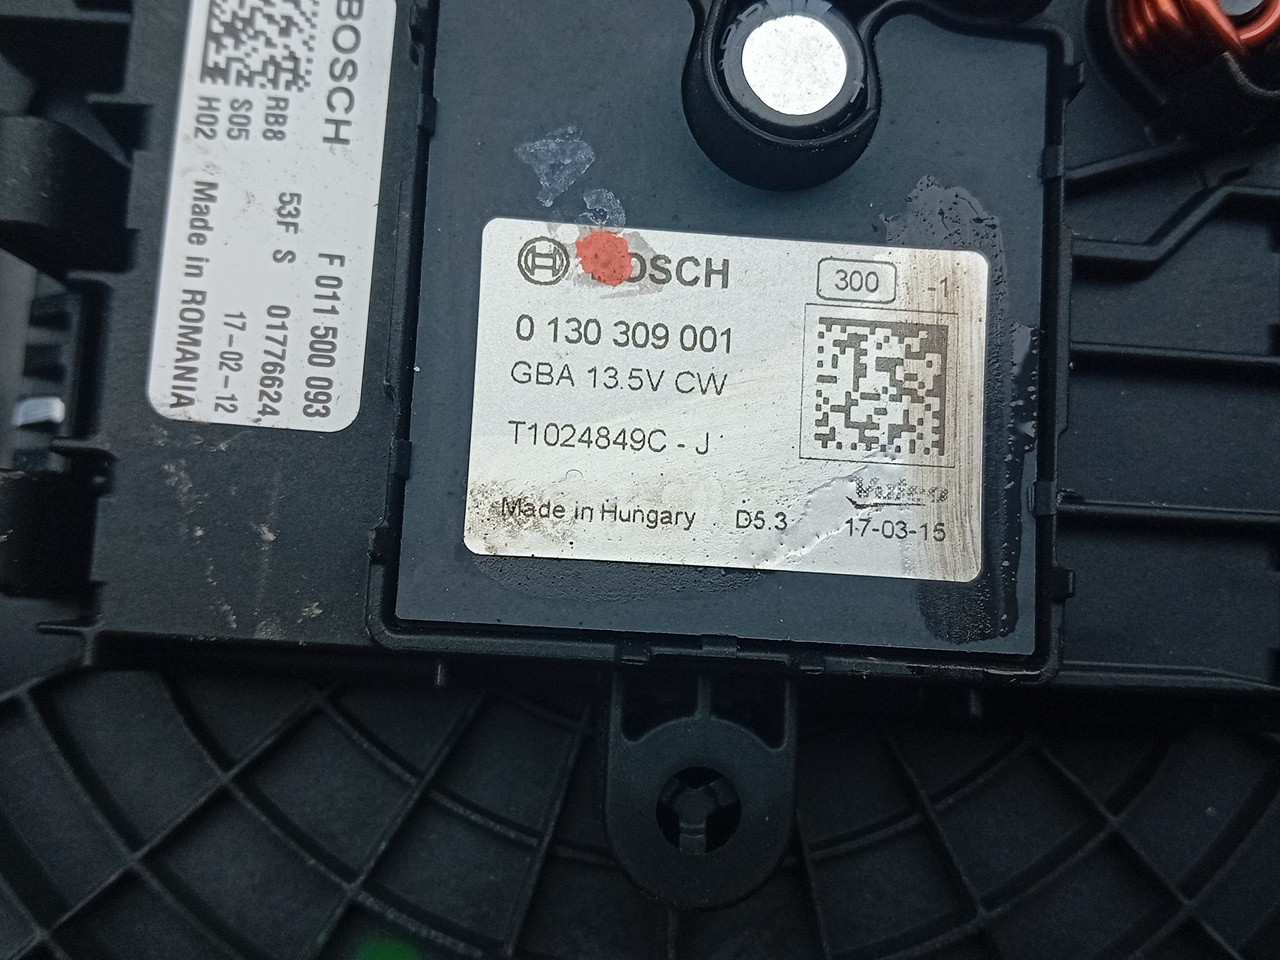 BOSCH
RB8
S05
H02
F 011 500 093
53F S 01776624
17-02-12
Made in ROMANIA
BOSCH
300 -1
0 130 309 001
GBA 13.5V CW
T1024849C - J
Valeo
Made in Hungary D5.3 17-03-15